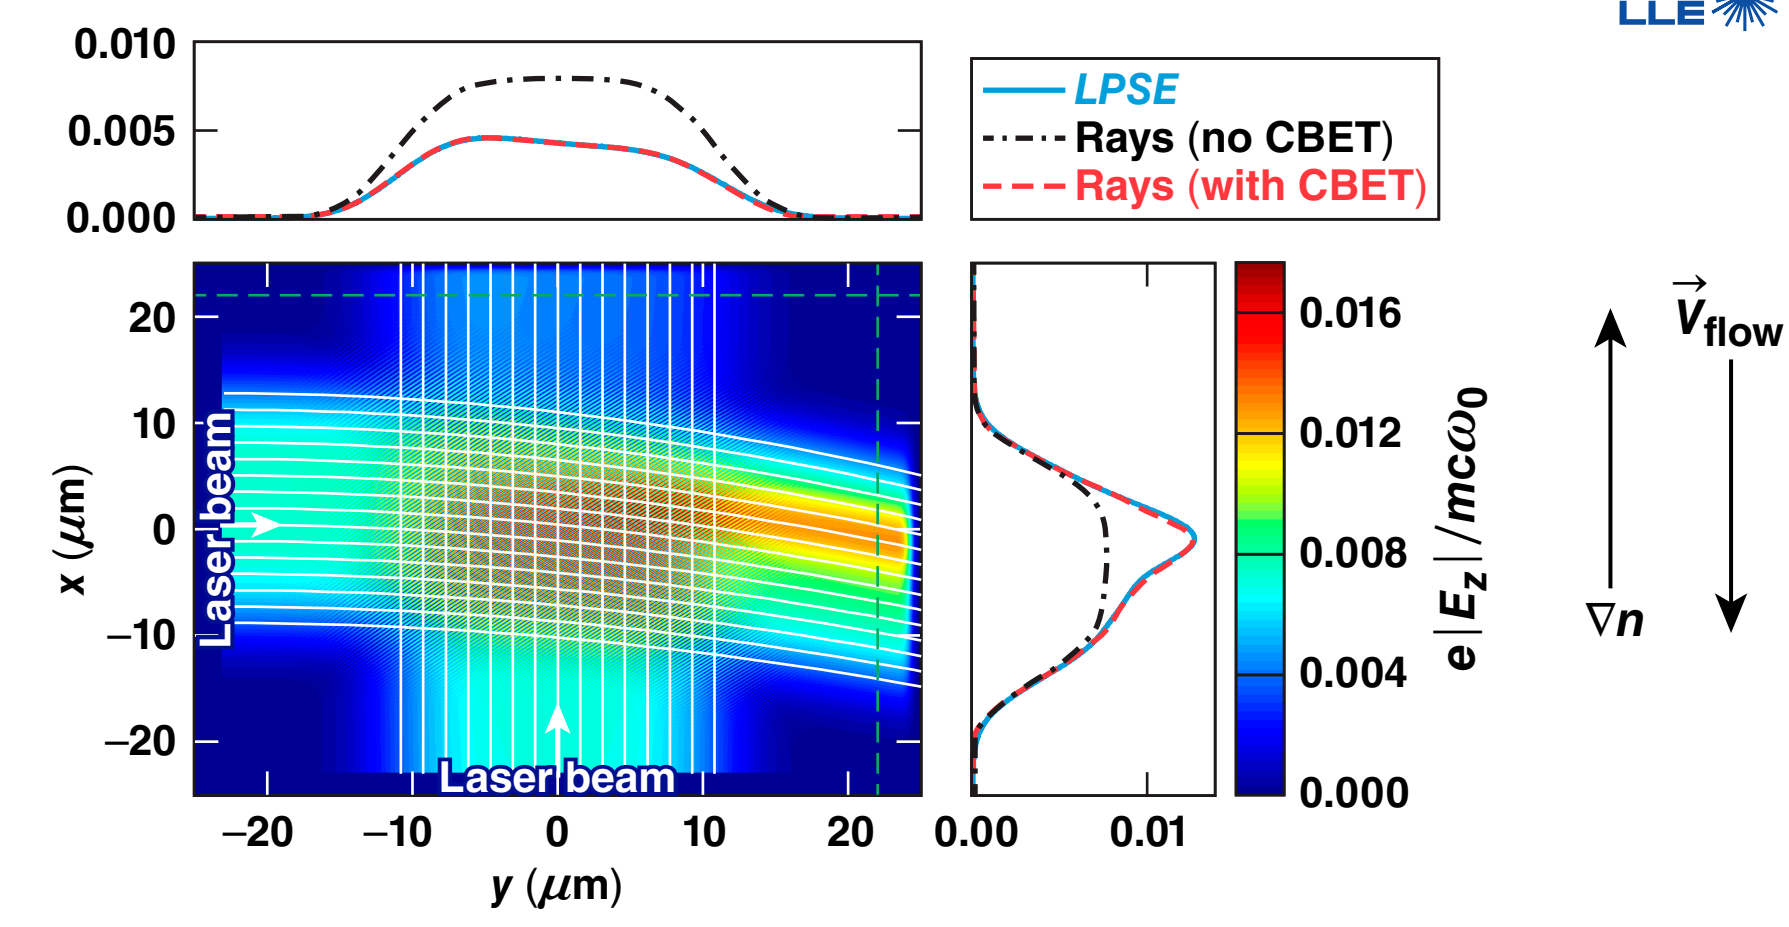 LLE
0.010
0.005
0.000
LPSE
Rays (no CBET)
Rays (with CBET)
20
10
0
−10
−20
x (μm)
Laser beam
Laser beam
−20
−10
0
10
20
y (μm)
0.00
0.01
0.016
0.012
0.008
0.004
0.000
e|E_z|/mcω_0
∇n
v⃗_flow